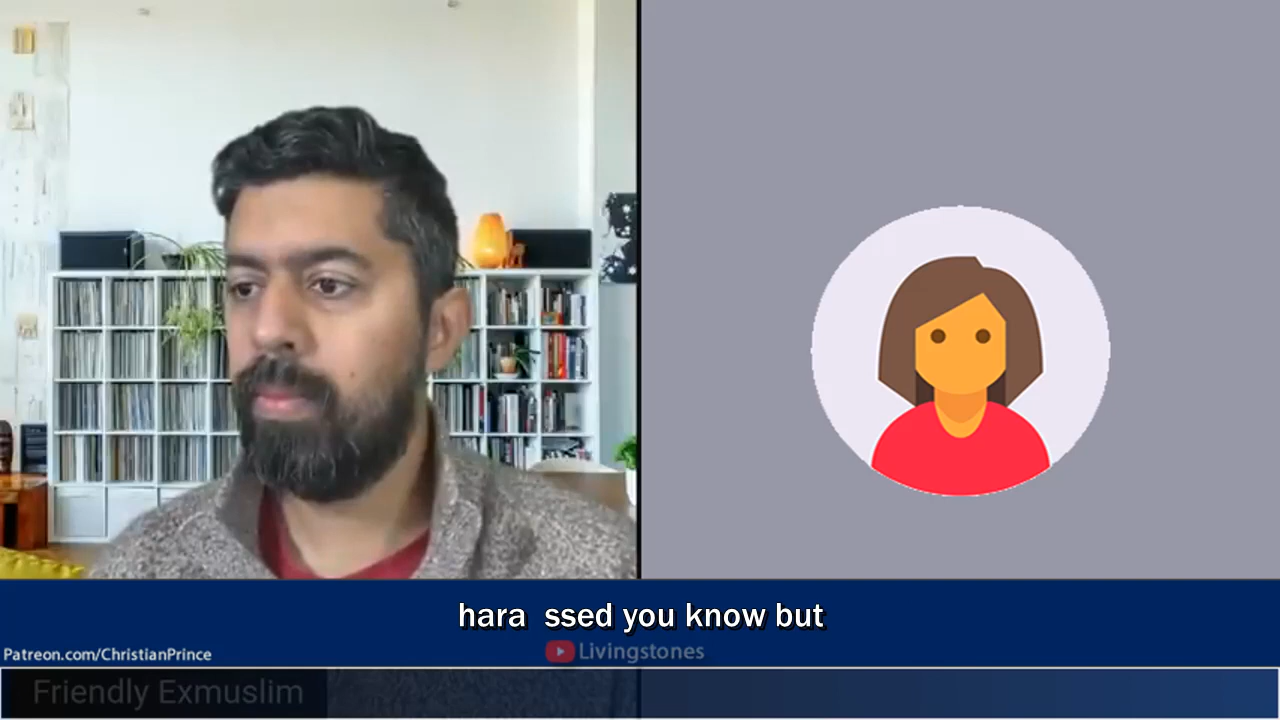 hara ssed you know but
Livingstones
Patreon.com/ChristianPrince
Friendly Exmuslim